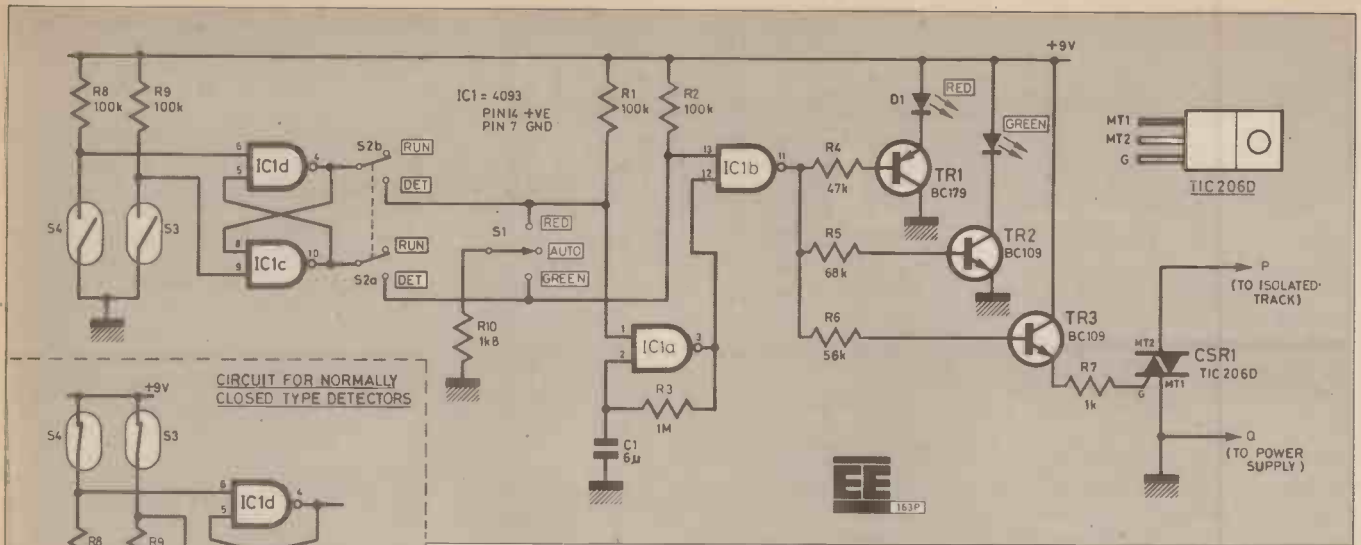 +9V
R8
100k
R9
100k
IC1 = 4093
PIN14 +VE
PIN 7 GND
R1
100k
R2
100k
D1
RED
GREEN
MT1
MT2
G
TIC206D
6
5
IC1d
4
S2b
RUN
DET
13
12
IC1b
11
R4
47k
TR1
BC179
S4
S3
8
9
IC1c
10
S2a
RUN
DET
S1
RED
AUTO
GREEN
R5
68k
TR2
BC109
P
(TO ISOLATED-
TRACK)
R10
1k8
1
2
IC1a
3
R6
56k
TR3
BC109
R7
1k
MT2
MT1
G
CSR1
TIC206D
R3
1M
C1
6µ
Q
(TO POWER
SUPPLY)
EE
163P
CIRCUIT FOR NORMALLY
CLOSED TYPE DETECTORS
+9V
S4
S3
6
5
IC1d
4
R8
R9